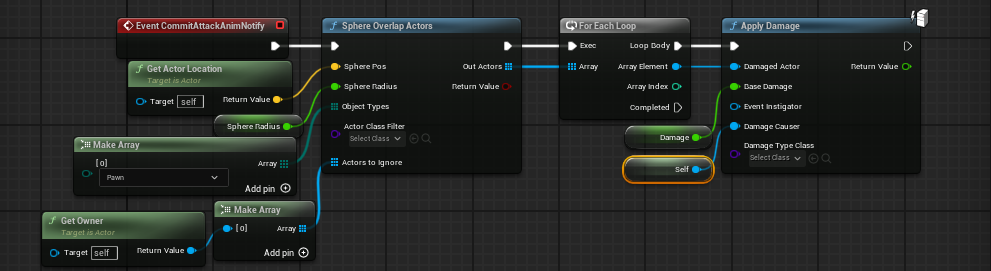 Event CommitAttackAnimNotify
Get Actor Location
Target is Actor
Target self
Return Value
Sphere Radius
Make Array
[0]
Pawn
Array
Add pin
Get Owner
Target is Actor
Target self
Return Value
Make Array
[0]
Array
Add pin
Sphere Overlap Actors
Sphere Pos
Out Actors
Sphere Radius
Return Value
Object Types
Actor Class Filter
Select Class
Actors to Ignore
For Each Loop
Exec
Loop Body
Array
Array Element
Array Index
Completed
Damage
Self
Apply Damage
Damaged Actor
Return Value
Base Damage
Event Instigator
Damage Causer
Damage Type Class
Select Class